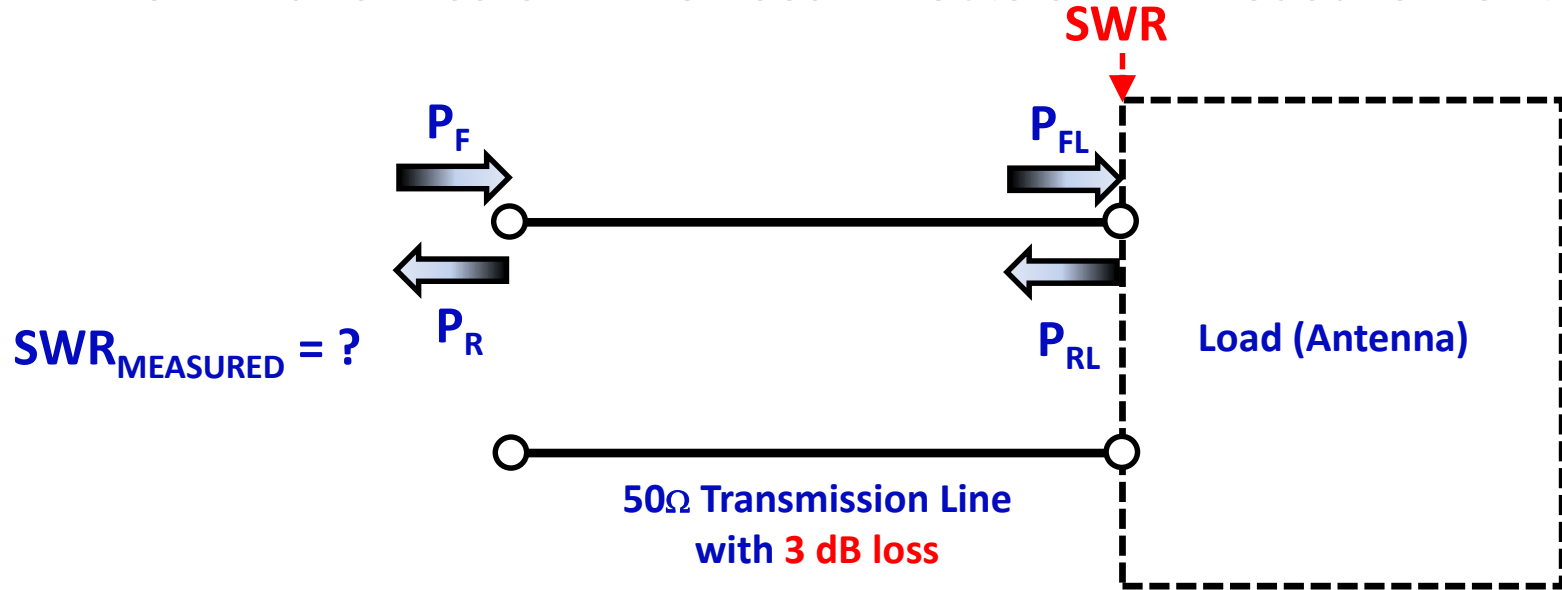 SWR
P_F
P_FL
P_R
P_RL
SWR_MEASURED = ?
Load (Antenna)
50Ω Transmission Line
with 3 dB loss